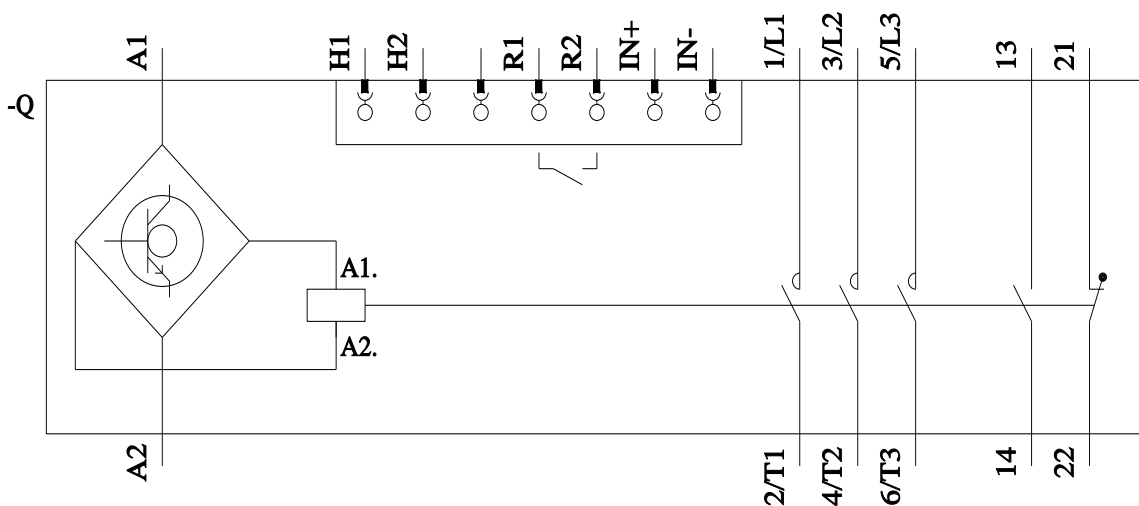 A1
H1
H2
R1
R2
IN+
IN-
1/L1
3/L2
5/L3
13
21
-Q
A1.
A2.
A2
2/T1
4/T2
6/T3
14
22